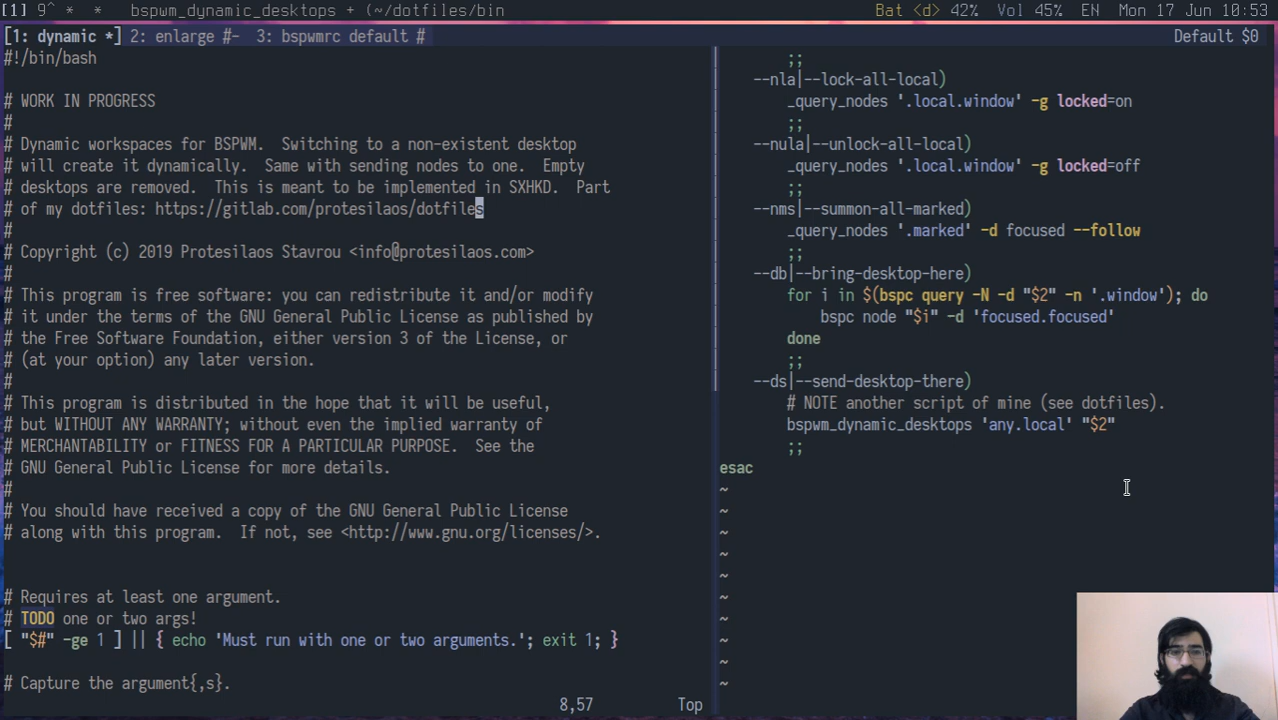 [1] 9^ * * bspwm_dynamic_desktops + (~/dotfiles/bin
Bat <d> 42% Vol 45% EN Mon 17 Jun 10:53
[1: dynamic *] 2: enlarge #- 3: bspwmrc default #
Default $0
#!/bin/bash
# WORK IN PROGRESS
#
# Dynamic workspaces for BSPWM.  Switching to a non-existent desktop
# will create it dynamically.  Same with sending nodes to one.  Empty
# desktops are removed.  This is meant to be implemented in SXHKD.  Part
# of my dotfiles: https://gitlab.com/protesilaos/dotfiles
#
# Copyright (c) 2019 Protesilaos Stavrou <info@protesilaos.com>
#
# This program is free software: you can redistribute it and/or modify
# it under the terms of the GNU General Public License as published by
# the Free Software Foundation, either version 3 of the License, or
# (at your option) any later version.
#
# This program is distributed in the hope that it will be useful,
# but WITHOUT ANY WARRANTY; without even the implied warranty of
# MERCHANTABILITY or FITNESS FOR A PARTICULAR PURPOSE.  See the
# GNU General Public License for more details.
#
# You should have received a copy of the GNU General Public License
# along with this program.  If not, see <http://www.gnu.org/licenses/>.
# Requires at least one argument.
# TODO one or two args!
[ "$#" -ge 1 ] || { echo 'Must run with one or two arguments.'; exit 1; }
# Capture the argument{,s}.
8,57 Top
;;
--nla|--lock-all-local)
_query_nodes '.local.window' -g locked=on
;;
--nula|--unlock-all-local)
_query_nodes '.local.window' -g locked=off
;;
--nms|--summon-all-marked)
_query_nodes '.marked' -d focused --follow
;;
--db|--bring-desktop-here)
for i in $(bspc query -N -d "$2" -n '.window'); do
bspc node "$i" -d 'focused.focused'
done
;;
--ds|--send-desktop-there)
# NOTE another script of mine (see dotfiles).
bspwm_dynamic_desktops 'any.local' "$2"
;;
esac
~
~
~
~
~
~
~
~
~
~